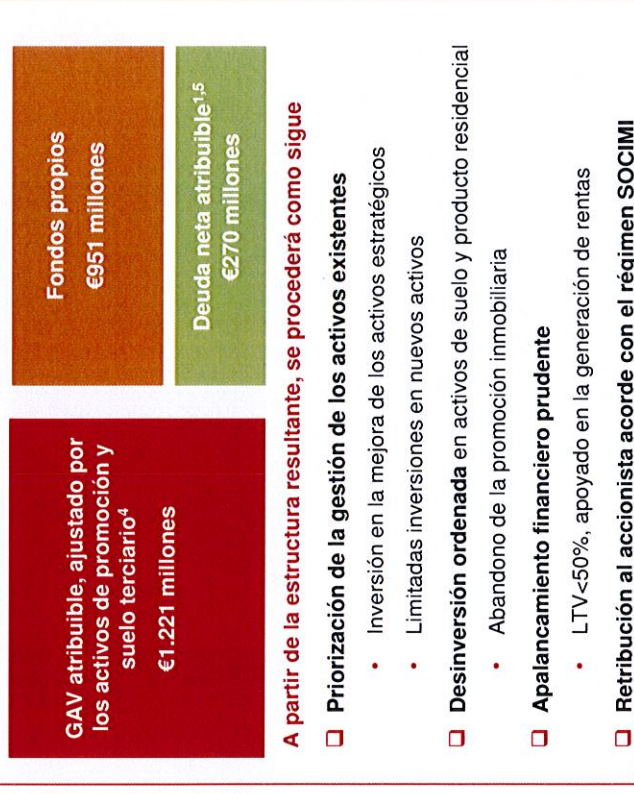 GAV atribuible, ajustado por
los activos de promoción y
suelo terciario4
€1.221 millones
Fondos propios
€951 millones
Deuda neta atribuible1,5
€270 millones
A partir de la estructura resultante, se procederá como sigue
Priorización de la gestión de los activos existentes
• Inversión en la mejora de los activos estratégicos
• Limitadas inversiones en nuevos activos
Desinversión ordenada en activos de suelo y producto residencial
• Abandono de la promoción inmobiliaria
Apalancamiento financiero prudente
• LTV<50%, apoyado en la generación de rentas
Retribución al accionista acorde con el régimen SOCIMI